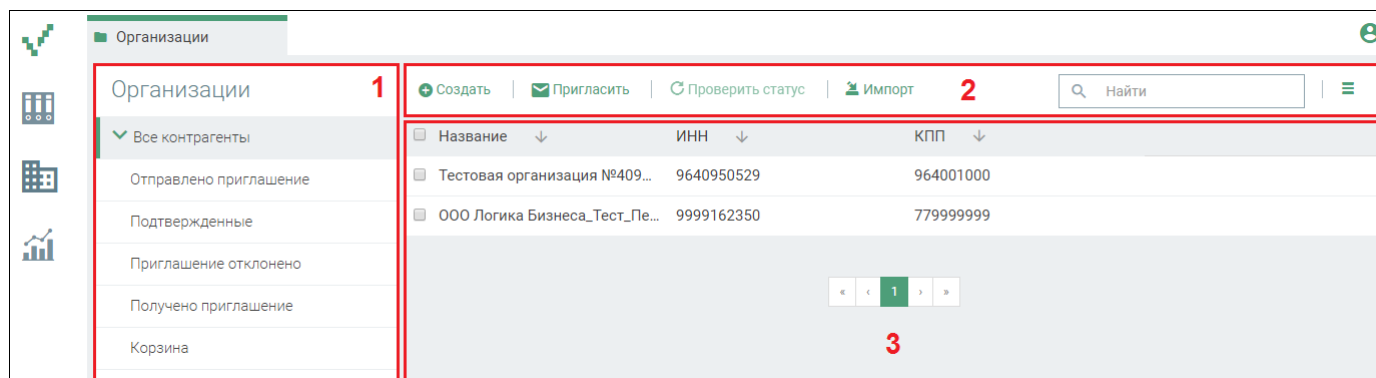 Организации
Организации 1
Создать Пригласить Проверить статус Импорт 2 Найти
Все контрагенты
Название ИНН КПП
Отправлено приглашение
Тестовая организация №409... 9640950529 964001000
Подтвержденные
ООО Логика Бизнеса_Тест_Пе... 9999162350 779999999
Приглашение отклонено
Получено приглашение
« ‹ 1 › »
Корзина
3